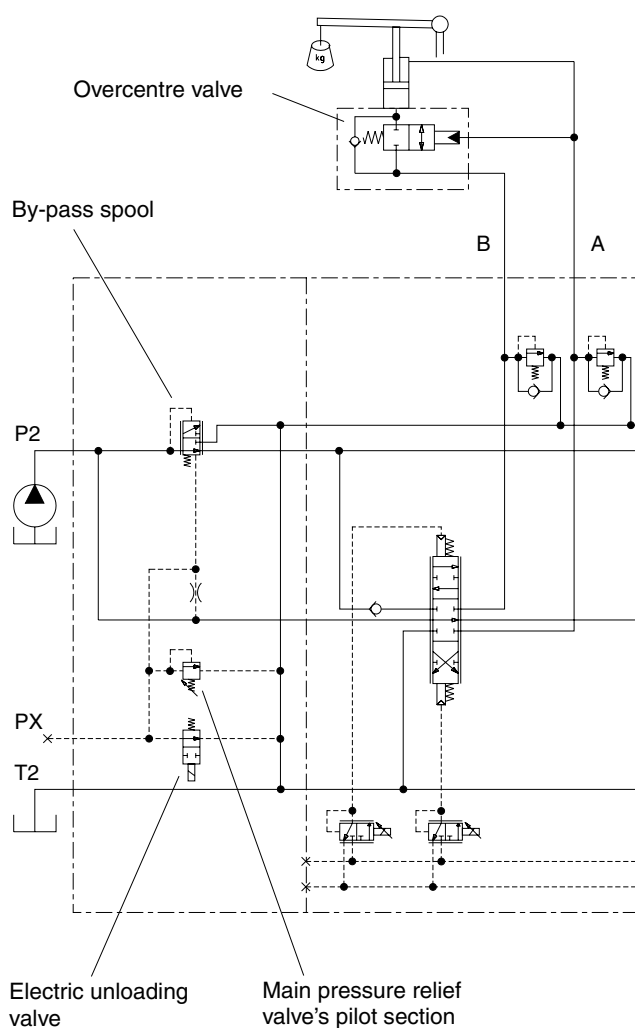 kg
Overcentre valve
By-pass spool
B
A
P2
PX
T2
Electric unloading
valve
Main pressure relief
valve's pilot section